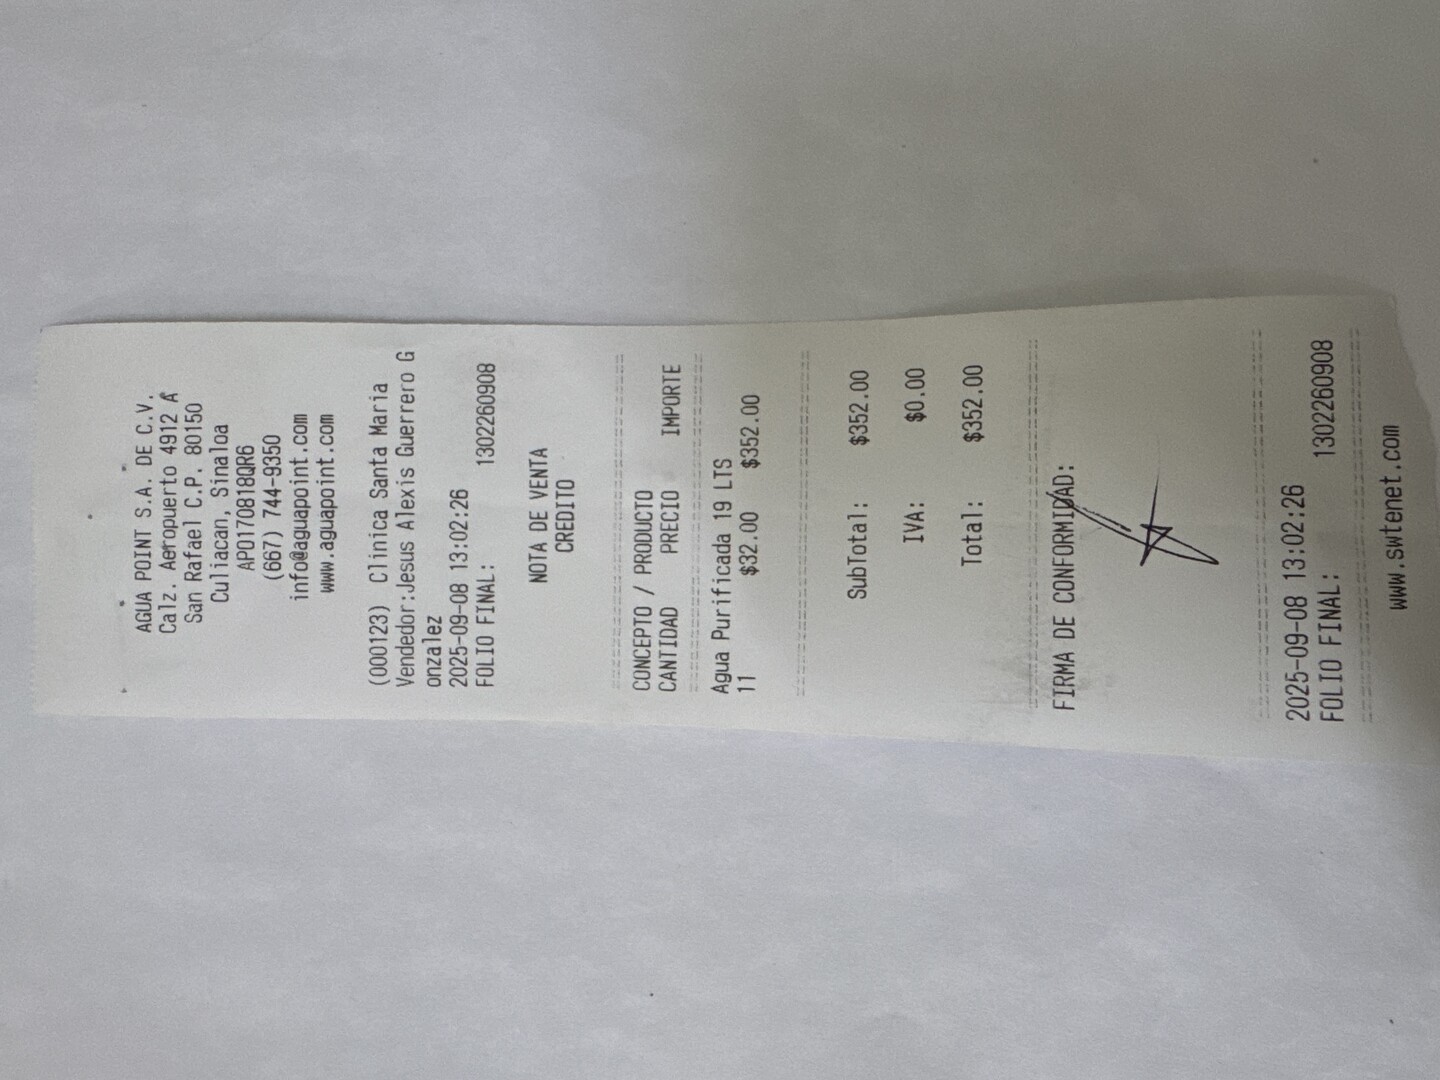 AGUA POINT S.A. DE C.V.
Calz. Aeropuerto 4912 A
San Rafael C.P. 80150
Culiacan, Sinaloa
APO170818QR6
(667) 744-9350
info@aguapoint.com
www.aguapoint.com
(000123) Clinica Santa Maria
Vendedor:Jesus Alexis Guerrero G
onzalez
2025-09-08 13:02:26
FOLIO FINAL: 1302260908
NOTA DE VENTA
CREDITO
CONCEPTO / PRODUCTO
CANTIDAD PRECIO IMPORTE
Agua Purificada 19 LTS
11 $32.00 $352.00
SubTotal: $352.00
IVA: $0.00
Total: $352.00
FIRMA DE CONFORMIDAD:
2025-09-08 13:02:26
FOLIO FINAL: 1302260908
www.swtenet.com